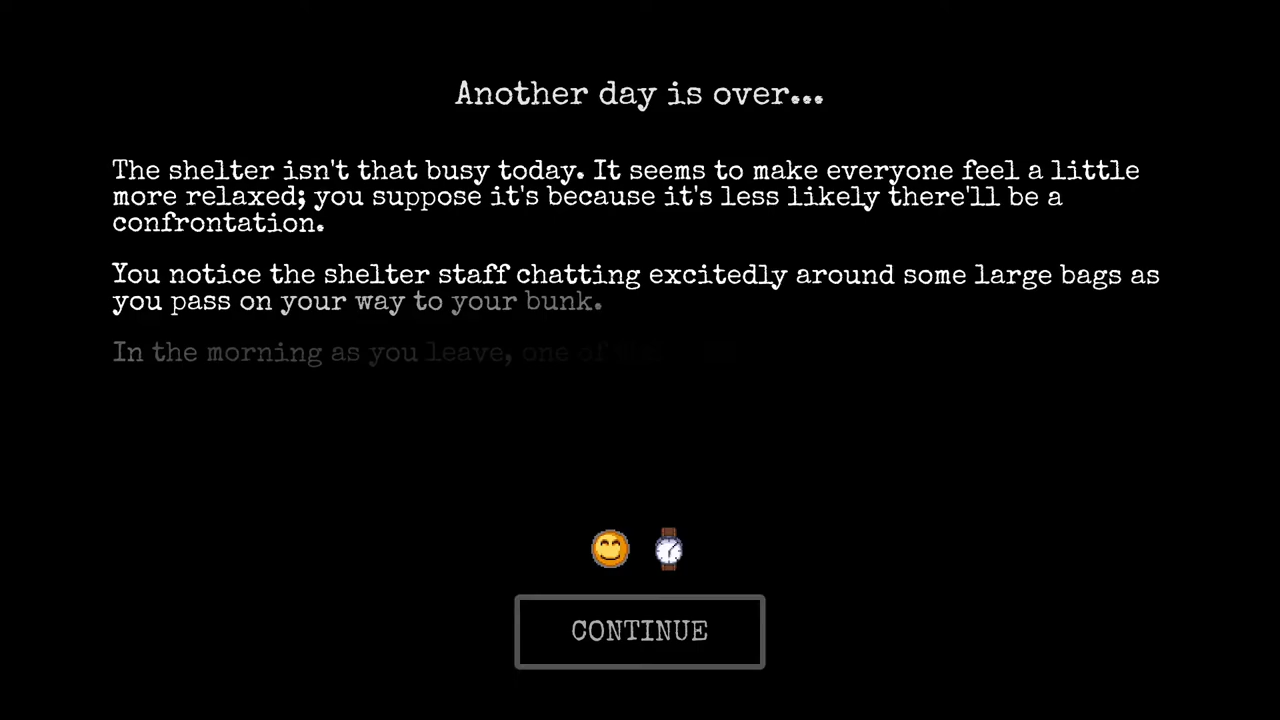 Another day is over...
The shelter isn't that busy today. It seems to make everyone feel a little
more relaxed; you suppose it's because it's less likely there'll be a
confrontation.
You notice the shelter staff chatting excitedly around some large bags as
you pass on your way to your bunk.
In the morning as you leave, one of
CONTINUE